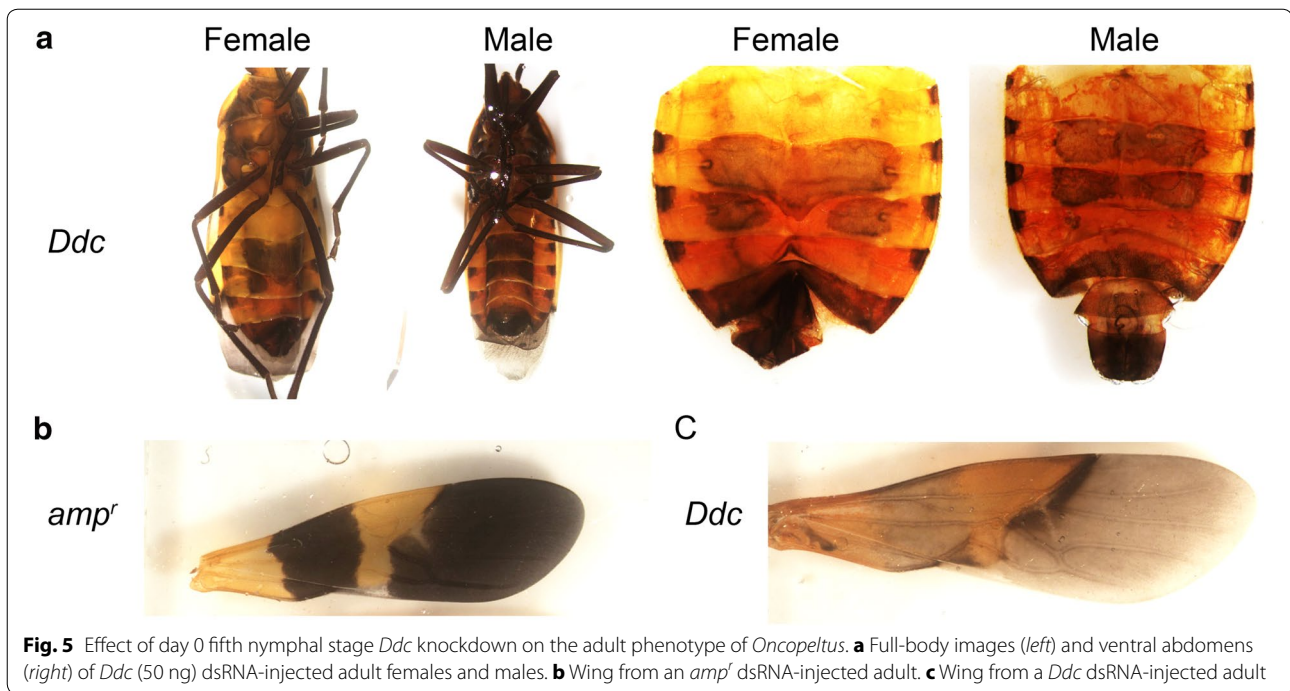 a
Female Male Female Male
Ddc
b C
ampʳ Ddc
Fig. 5 Effect of day 0 fifth nymphal stage Ddc knockdown on the adult phenotype of Oncopeltus. a Full-body images (left) and ventral abdomens
(right) of Ddc (50 ng) dsRNA-injected adult females and males. b Wing from an ampʳ dsRNA-injected adult. c Wing from a Ddc dsRNA-injected adult